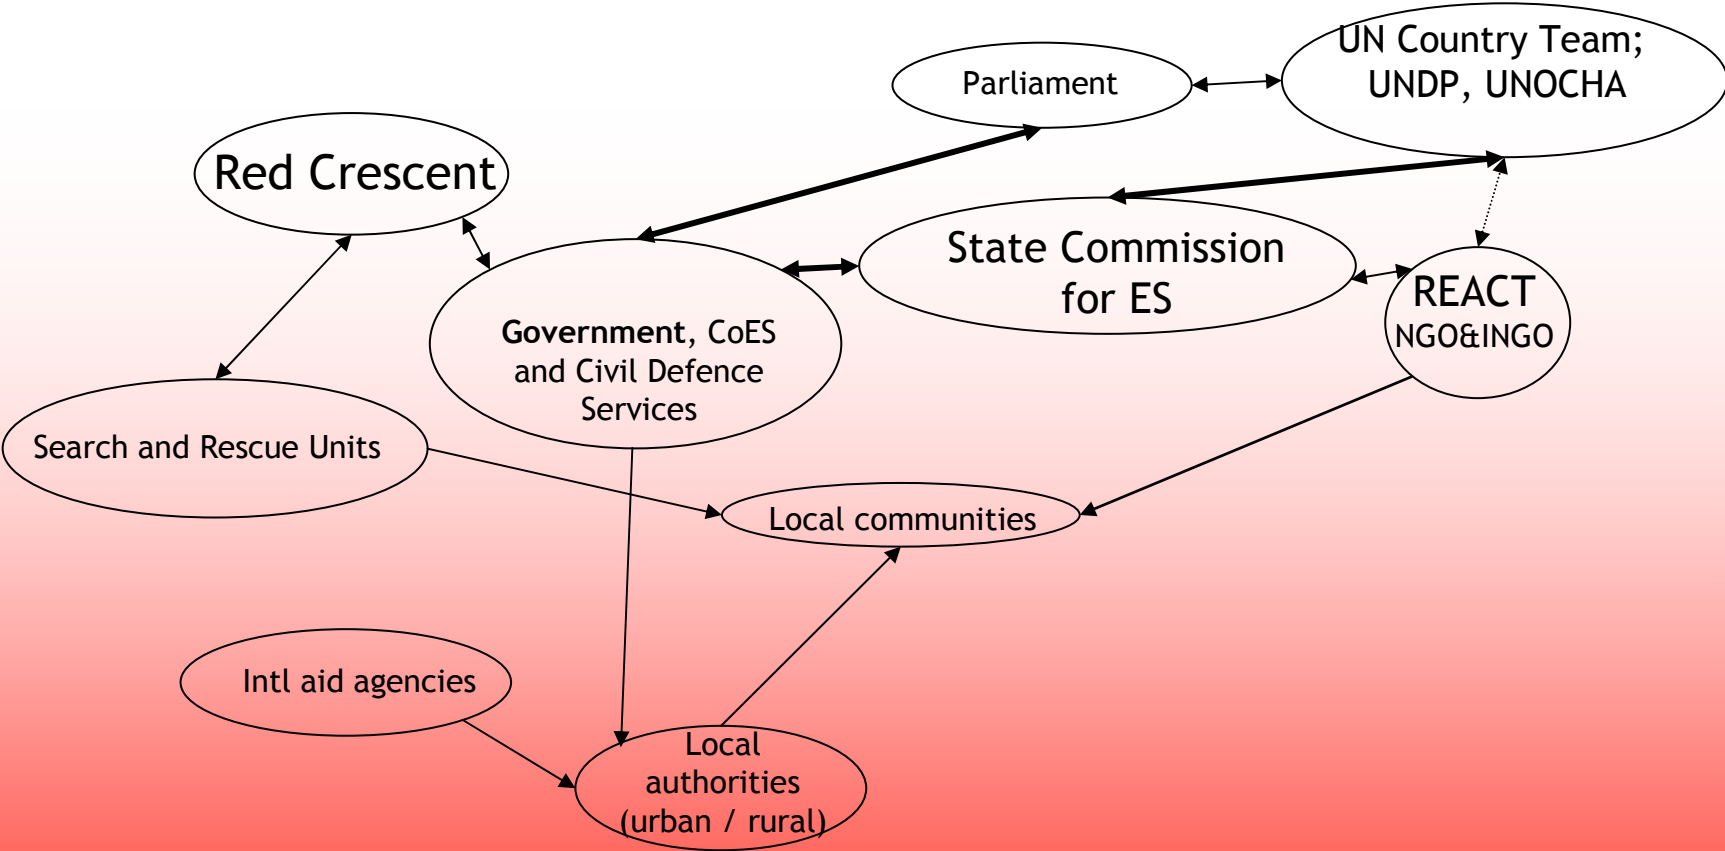 UN Country Team;
UNDP, UNOCHA
Parliament
Red Crescent
State Commission
for ES
REACT
NGO&INGO
Government, CoES
and Civil Defence
Services
Search and Rescue Units
Local communities
Intl aid agencies
Local
authorities
(urban / rural)